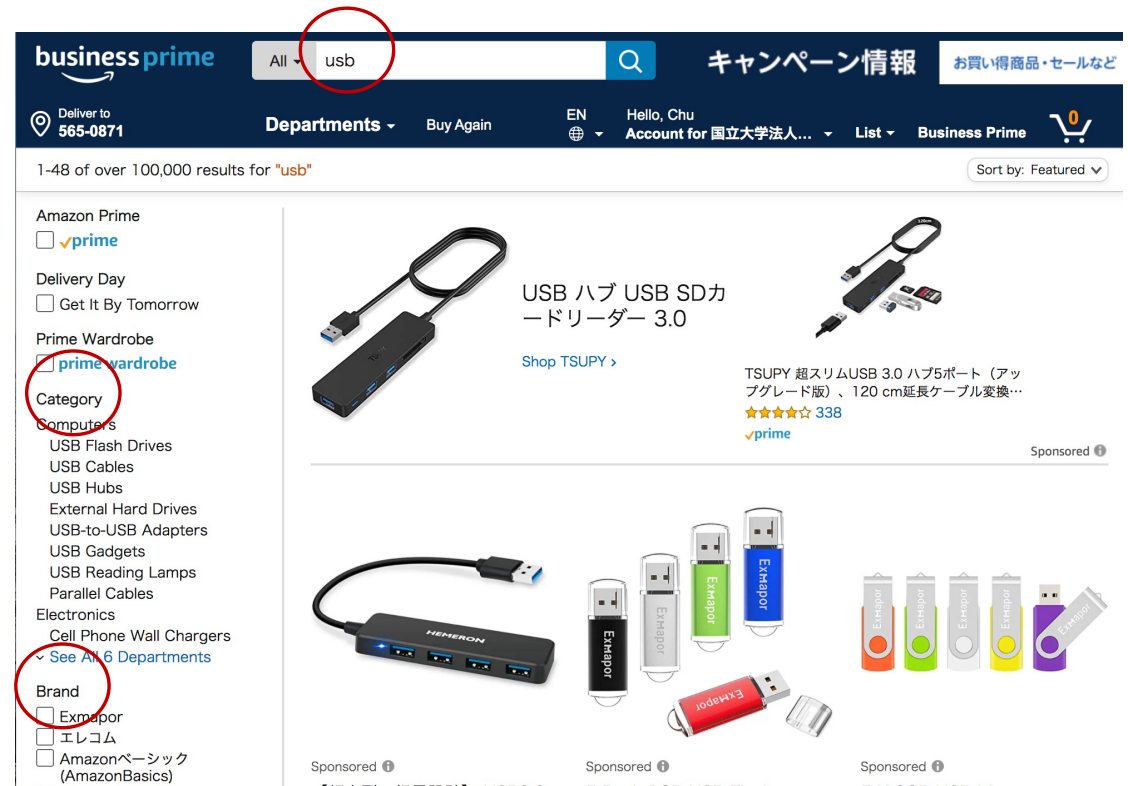 business prime
All
usb
キャンペーン情報
お買い得商品・セールなど
Deliver to
565-0871
Departments
Buy Again
EN
Hello, Chu
Account for 国立大学法人...
List
Business Prime
0
1-48 of over 100,000 results for "usb"
Sort by: Featured
Amazon Prime
prime
Delivery Day
Get It By Tomorrow
Prime Wardrobe
prime wardrobe
Category
Computers
USB Flash Drives
USB Cables
USB Hubs
External Hard Drives
USB-to-USB Adapters
USB Gadgets
USB Reading Lamps
Parallel Cables
Electronics
Cell Phone Wall Chargers
See All 6 Departments
Brand
Exmapor
エレコム
Amazonベーシック
(AmazonBasics)
USB ハブ USB SDカ
ードリーダー 3.0
Shop TSUPY ›
120cm
TSUPY 超スリムUSB 3.0 ハブ5ポート（アッ
プグレード版）、120 cm延長ケーブル変換…
338
prime
Sponsored
HEMERON
Exmapor
Exmapor
Exmapor
Exmapor
Exmapor
Exmapor
Exmapor
Exmapor
Exmapor
Exmapor
Sponsored
Sponsored
Sponsored